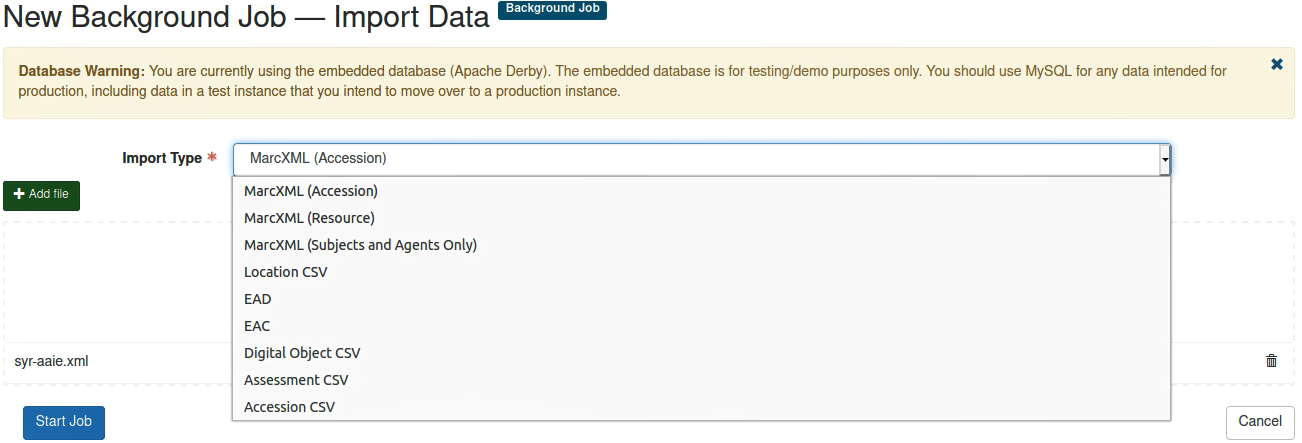 New Background Job — Import Data Background Job
Database Warning: You are currently using the embedded database (Apache Derby). The embedded database is for testing/demo purposes only. You should use MySQL for any data intended for
production, including data in a test instance that you intend to move over to a production instance.
Import Type * MarcXML (Accession)
+ Add file
MarcXML (Accession)
MarcXML (Resource)
MarcXML (Subjects and Agents Only)
Location CSV
EAD
EAC
Digital Object CSV
Assessment CSV
Accession CSV
syr-aaie.xml
Start Job
Cancel